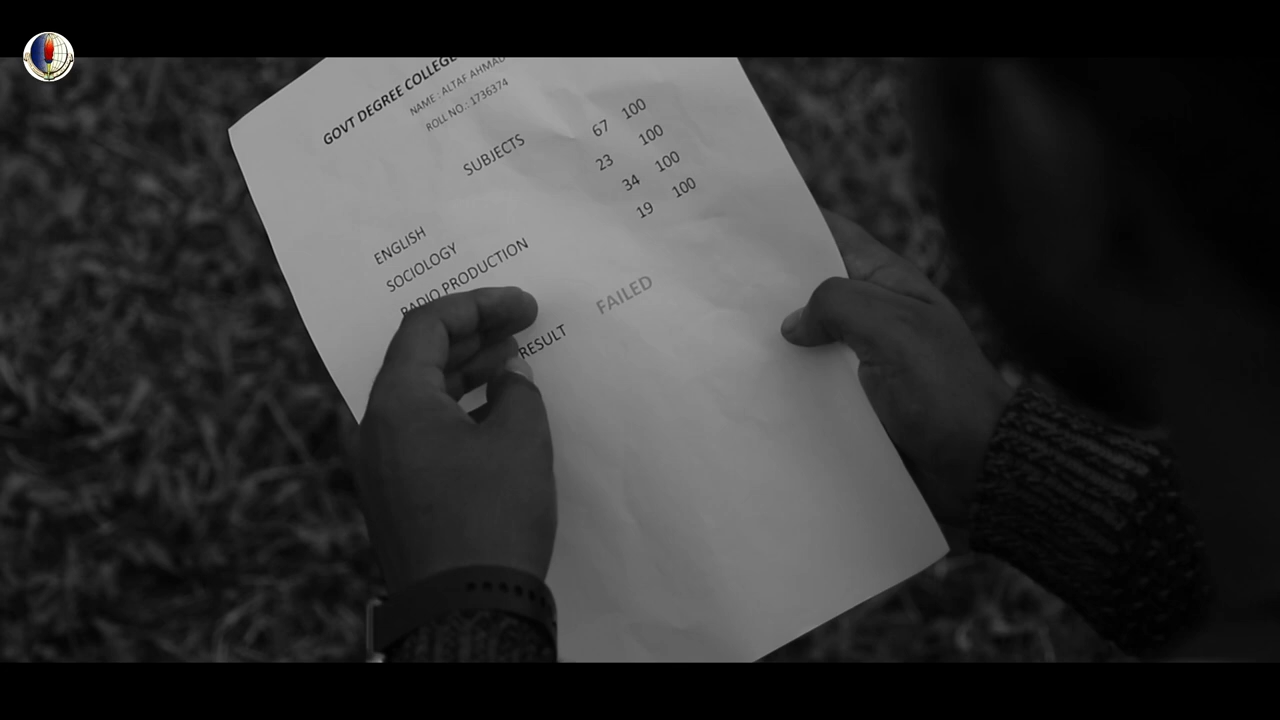 GOVT DEGREE COLLEGE
NAME : ALTAF AHMAD
ROLL NO.: 1736374
SUBJECTS
67 100
23 100
34 100
19 100
ENGLISH
SOCIOLOGY
RADIO PRODUCTION
RESULT FAILED